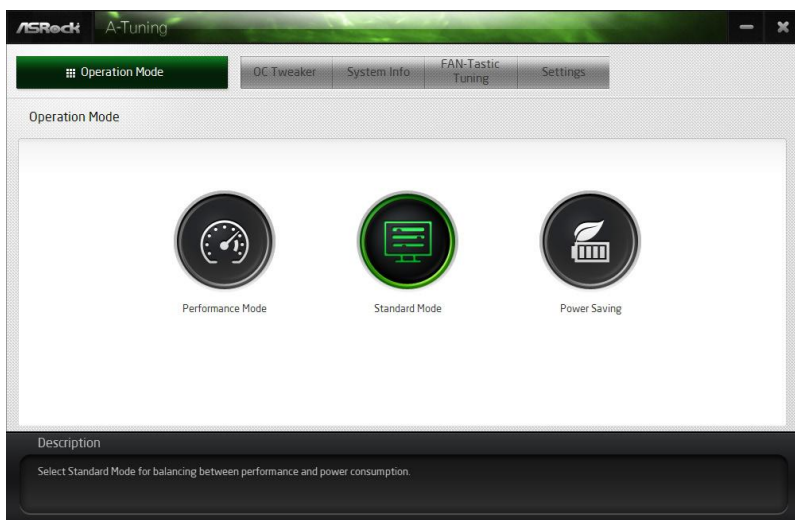 ASRock A-Tuning
Operation Mode OC Tweaker System Info FAN-Tastic Tuning Settings
Operation Mode
Performance Mode Standard Mode Power Saving
Description
Select Standard Mode for balancing between performance and power consumption.